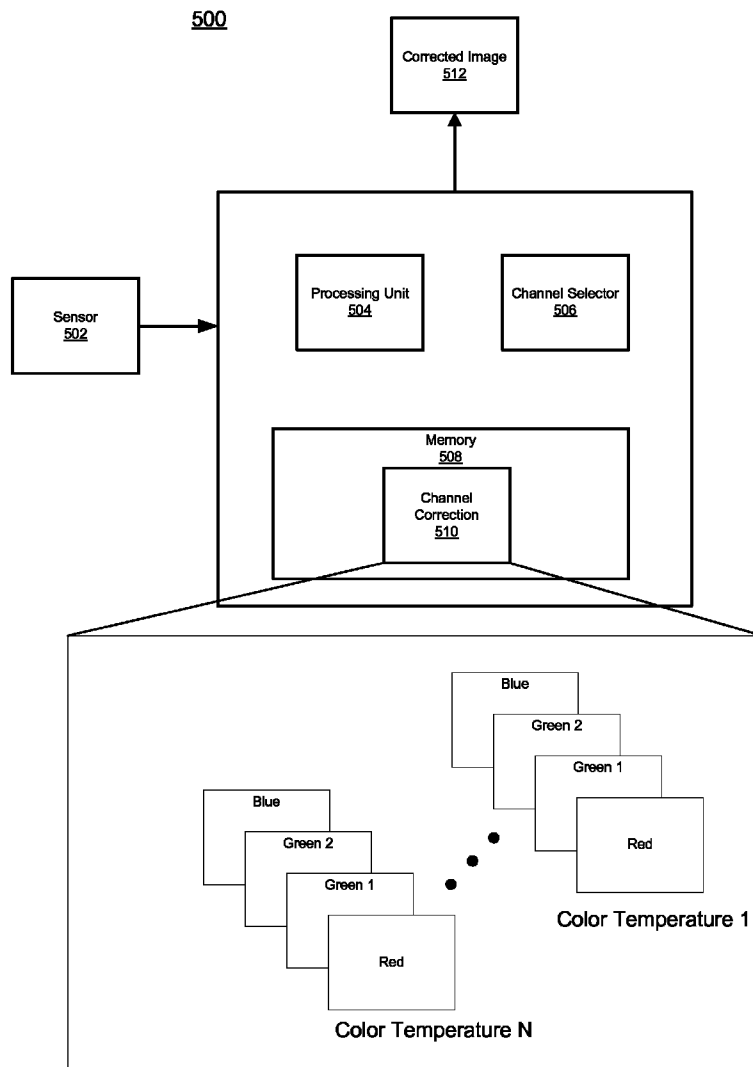 500
Corrected Image
512
Sensor
502
Processing Unit
504
Channel Selector
506
Memory
508
Channel
Correction
510
Blue
Green 2
Green 1
Red
Color Temperature 1
Blue
Green 2
Green 1
Red
Color Temperature N